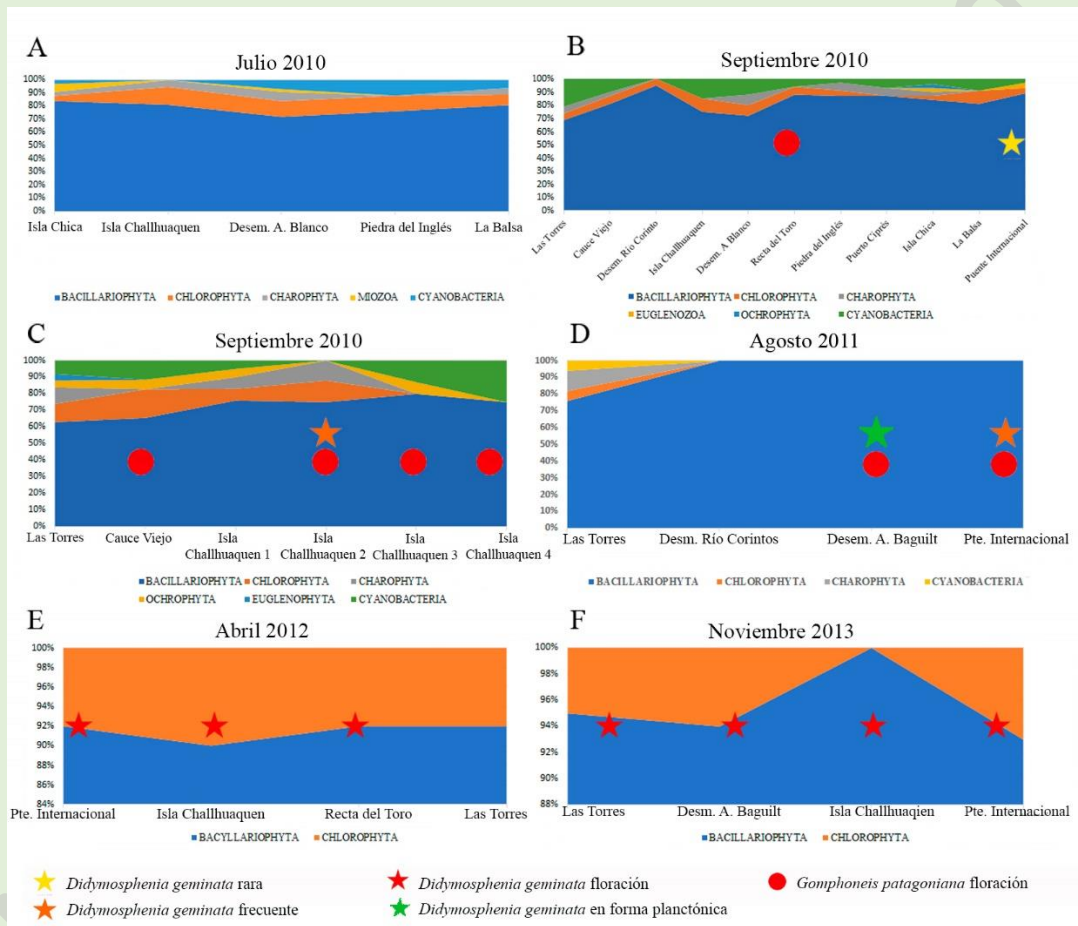 A
Julio 2010
100%
90%
80%
70%
60%
50%
40%
30%
20%
10%
0%
Isla Chica Isla Challhuaquen Desem. A. Blanco Piedra del Inglés La Balsa
BACILLARIOPHYTA CHLOROPHYTA CHAROPHYTA MIOZOA CYANOBACTERIA
B
Septiembre 2010
100%
90%
80%
70%
60%
50%
40%
30%
20%
10%
0%
Las Torres Cauce Viejo Desem. Río Corinto Isla Challhuaquen Desem. A Blanco Recta del Toro Piedra del Inglés Puerto Ciprés Isla Chica La Balsa Puente Internacional
BACILLARIOPHYTA CHLOROPHYTA CHAROPHYTA
EUGLENOZOA OCHROPHYTA CYANOBACTERIA
C
Septiembre 2010
100%
90%
80%
70%
60%
50%
40%
30%
20%
10%
0%
Las Torres Cauce Viejo Isla Isla Isla Isla
Challhuaquen 1 Challhuaquen 2 Challhuaquen 3 Challhuaquen 4
BACILLARIOPHYTA CHLOROPHYTA CHAROPHYTA
OCHROPHYTA EUGLENOPHYTA CYANOBACTERIA
D
Agosto 2011
100%
90%
80%
70%
60%
50%
40%
30%
20%
10%
0%
Las Torres Desm. Río Corintos Desem. A. Baguilt Pte. Internacional
BACILLARIOPHYTA CHLOROPHYTA CHAROPHYTA CYANOBACTERIA
E
Abril 2012
100%
98%
96%
94%
92%
90%
88%
86%
84%
Pte. Internacional Isla Challhuaquen Recta del Toro Las Torres
BACYLLARIOPHYTA CHLOROPHYTA
F
Noviembre 2013
100%
98%
96%
94%
92%
90%
88%
Las Torres Desm. A. Baguilt Isla Challhuaqien Pte. Internacional
BACILLARIOPHYTA CHLOROPHYTA
Didymosphenia geminata rara
Didymosphenia geminata floración
Gomphoneis patagoniana floración
Didymosphenia geminata frecuente
Didymosphenia geminata en forma planctónica